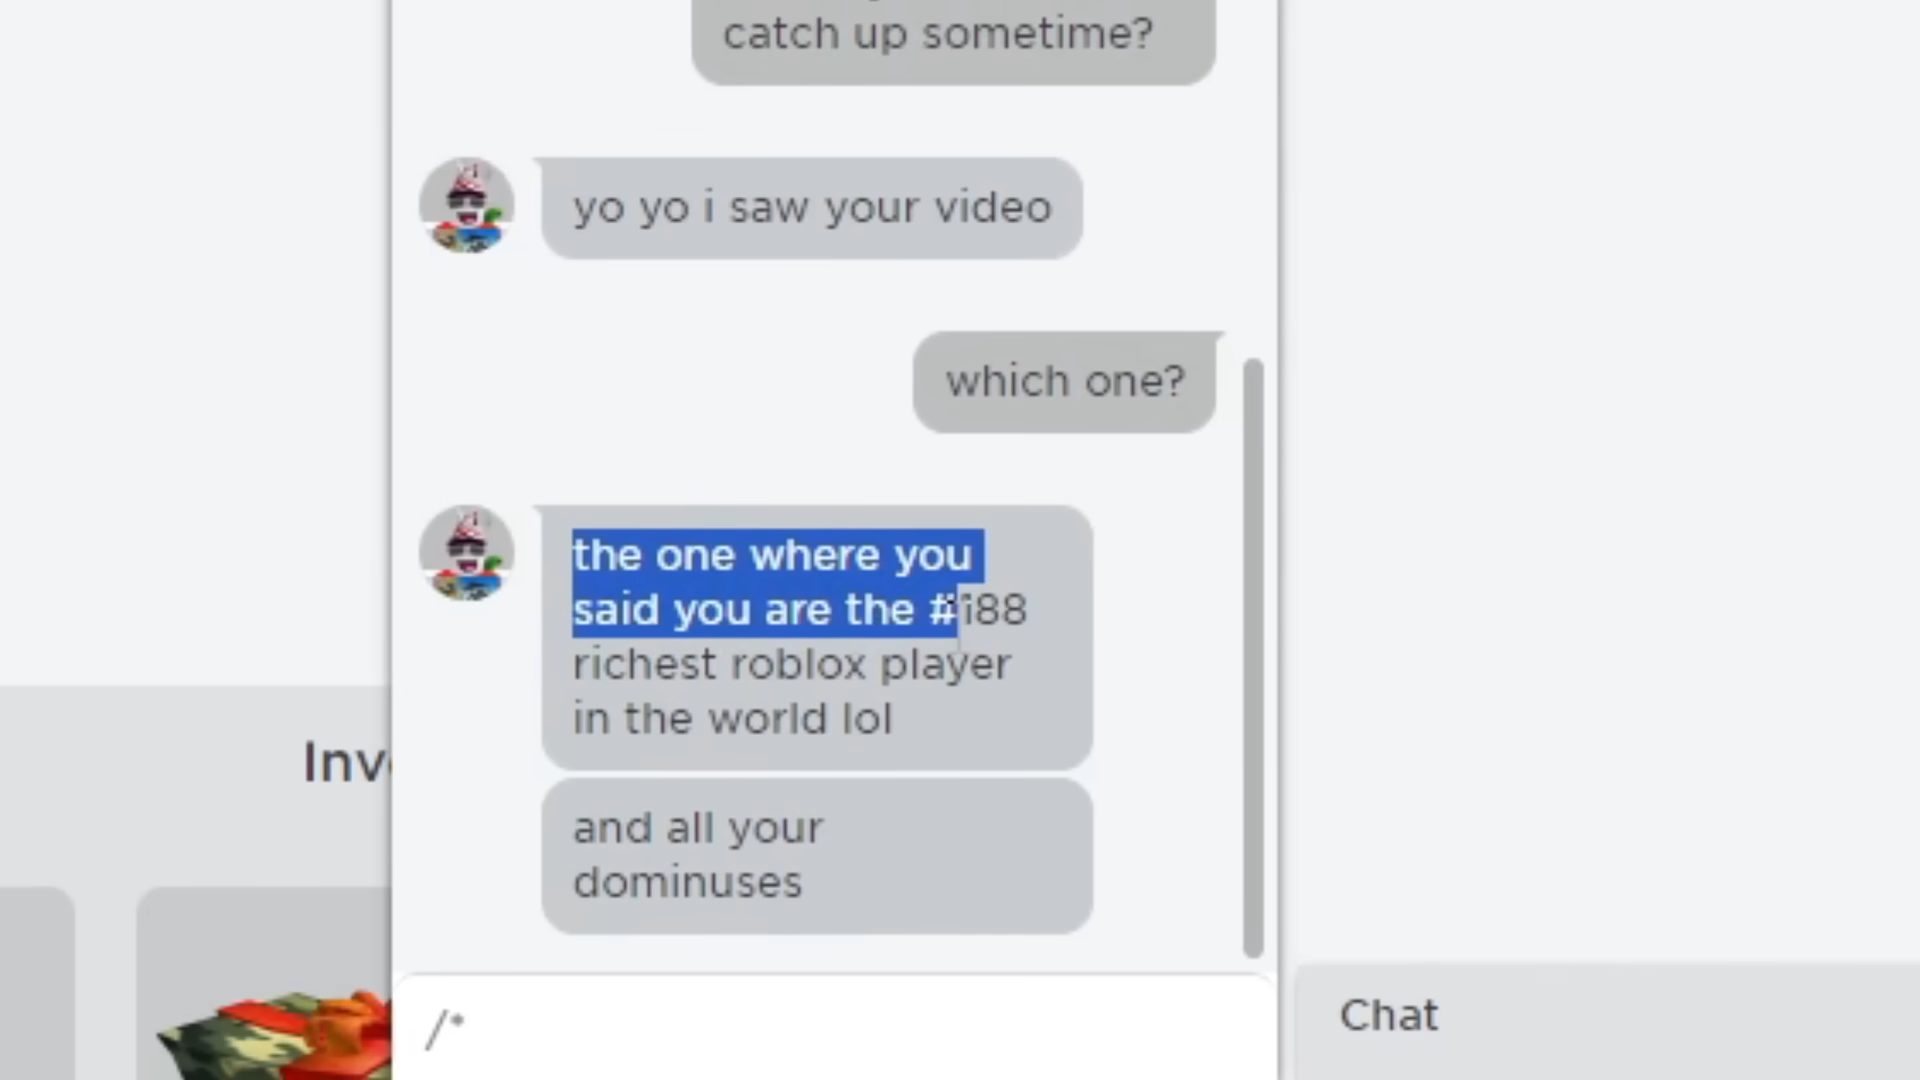 catch up sometime?
yo yo i saw your video
which one?
the one where you
said you are the #188
richest roblox player
in the world lol
Inv
and all your
dominuses
/*
Chat